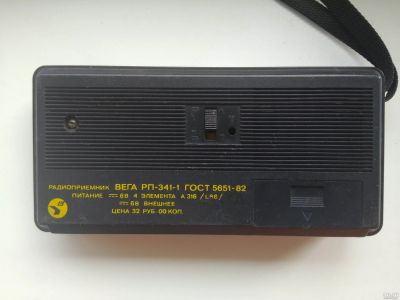 РАДИОПРИЕМНИК ВЕГА РП-341-1 ГОСТ 5651-82
ПИТАНИЕ ⎓ 6В 4 ЭЛЕМЕНТА А 316 /LR6/
⎓ 6В ВНЕШНЕЕ
ЦЕНА 32 РУБ. 00 КОП.